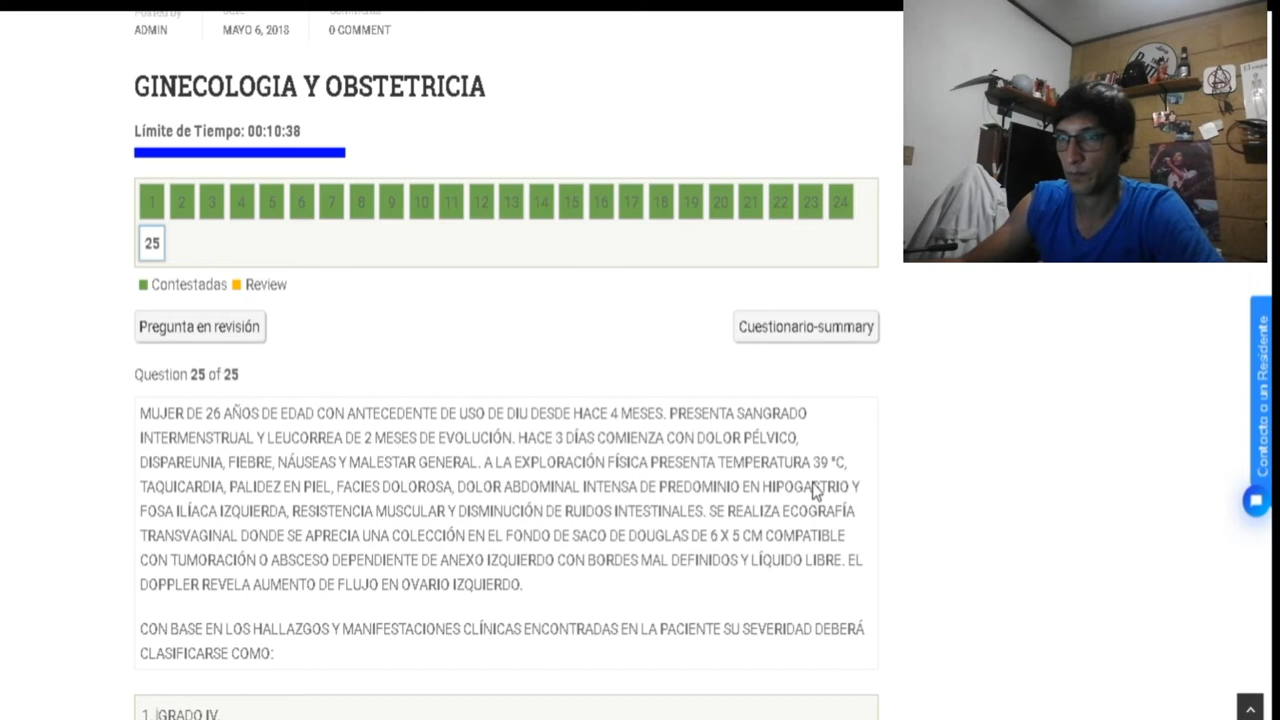 Posted by
ADMIN
MAYO 6, 2018
0 COMMENT
GINECOLOGIA Y OBSTETRICIA
Límite de Tiempo: 00:10:38
1 2 3 4 5 6 7 8 9 10 11 12 13 14 15 16 17 18 19 20 21 22 23 24
25
Contestadas Review
Pregunta en revisión
Cuestionario-summary
Question 25 of 25
MUJER DE 26 AÑOS DE EDAD CON ANTECEDENTE DE USO DE DIU DESDE HACE 4 MESES. PRESENTA SANGRADO
INTERMENSTRUAL Y LEUCORREA DE 2 MESES DE EVOLUCIÓN. HACE 3 DÍAS COMIENZA CON DOLOR PÉLVICO,
DISPAREUNIA, FIEBRE, NÁUSEAS Y MALESTAR GENERAL. A LA EXPLORACIÓN FÍSICA PRESENTA TEMPERATURA 39 °C,
TAQUICARDIA, PALIDEZ EN PIEL, FACIES DOLOROSA, DOLOR ABDOMINAL INTENSA DE PREDOMINIO EN HIPOGASTRIO Y
FOSA ILÍACA IZQUIERDA, RESISTENCIA MUSCULAR Y DISMINUCIÓN DE RUIDOS INTESTINALES. SE REALIZA ECOGRAFÍA
TRANSVAGINAL DONDE SE APRECIA UNA COLECCIÓN EN EL FONDO DE SACO DE DOUGLAS DE 6 X 5 CM COMPATIBLE
CON TUMORACIÓN O ABSCESO DEPENDIENTE DE ANEXO IZQUIERDO CON BORDES MAL DEFINIDOS Y LÍQUIDO LIBRE. EL
DOPPLER REVELA AUMENTO DE FLUJO EN OVARIO IZQUIERDO.
CON BASE EN LOS HALLAZGOS Y MANIFESTACIONES CLÍNICAS ENCONTRADAS EN LA PACIENTE SU SEVERIDAD DEBERÁ
CLASIFICARSE COMO:
1. GRADO IV.
Contacta a un Residente